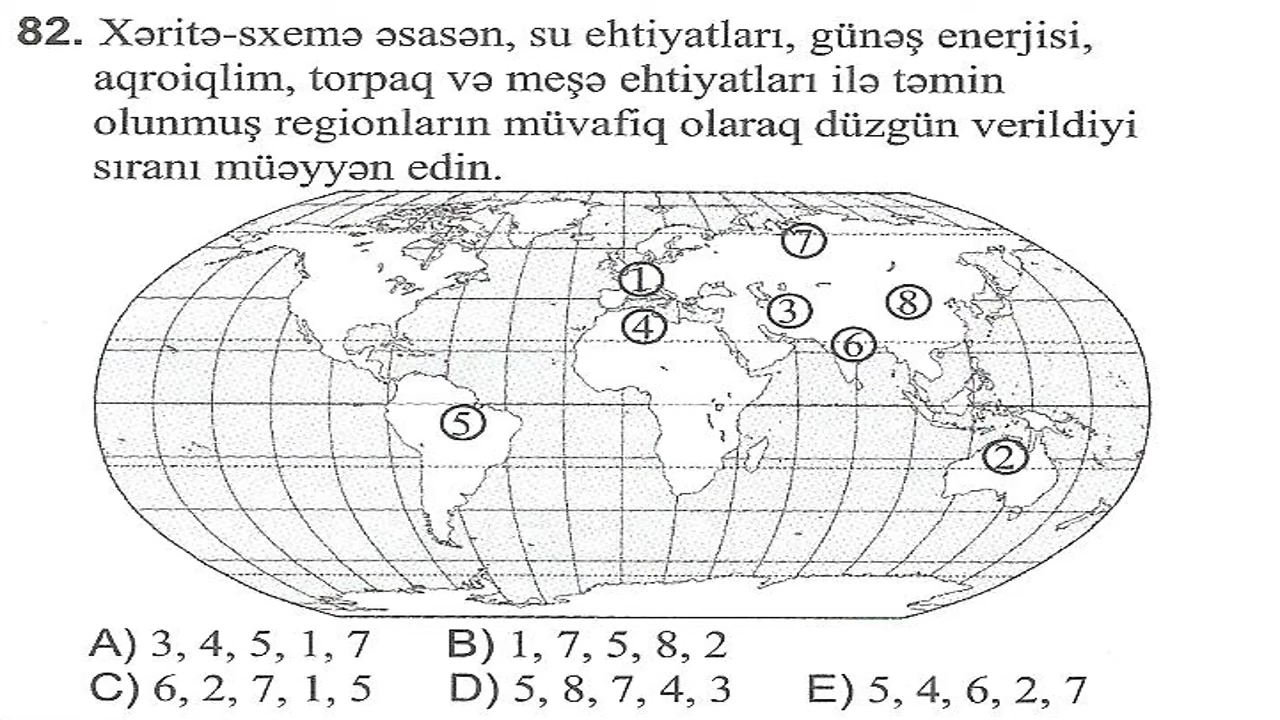 82. Xəritə-sxemə əsasən, su ehtiyatları, günəş enerjisi,
aqroiqlim, torpaq və meşə ehtiyatları ilə təmin
olunmuş regionların müvafiq olaraq düzgün verildiyi
sıranı müəyyən edin.
7
1
8
3
4
6
5
2
A) 3, 4, 5, 1, 7 B) 1, 7, 5, 8, 2
C) 6, 2, 7, 1, 5 D) 5, 8, 7, 4, 3 E) 5, 4, 6, 2, 7